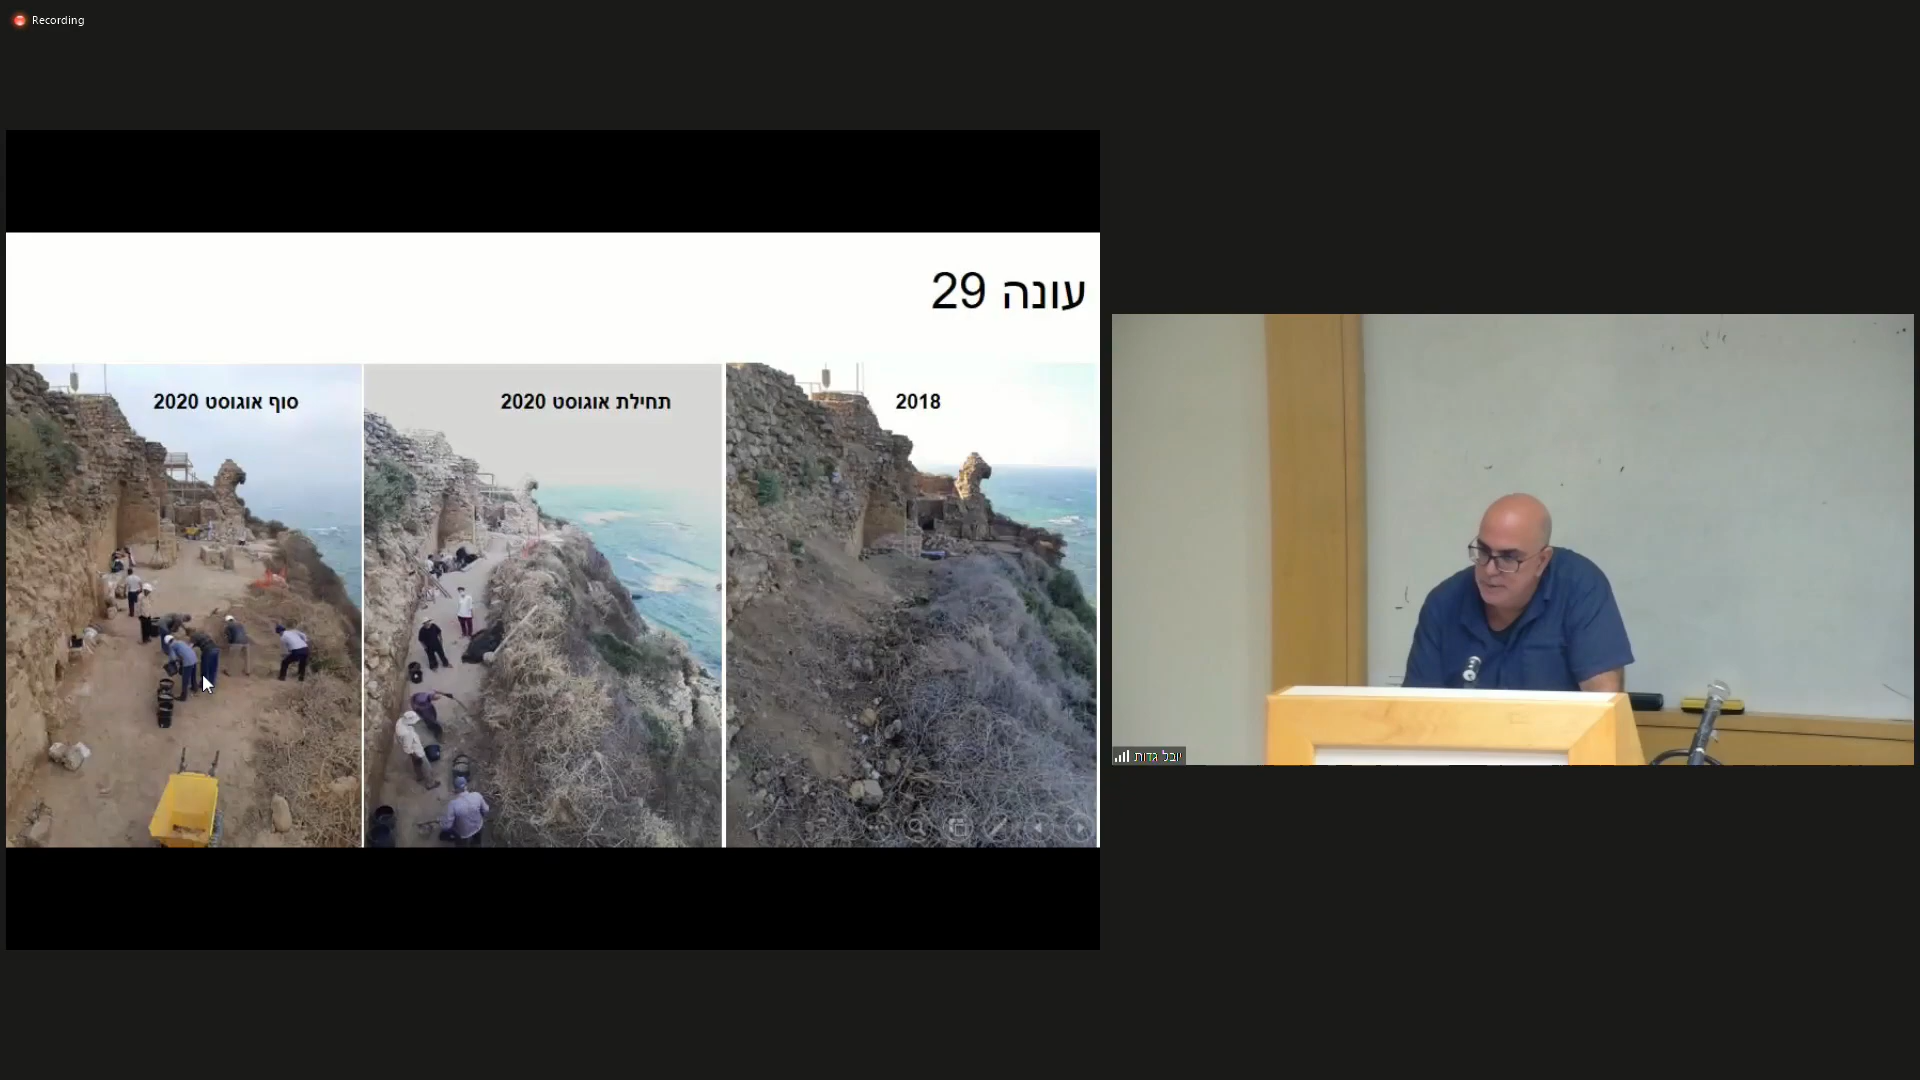 Recording
עונה 29
2018
תחילת אוגוסט 2020
סוף אוגוסט 2020
יובל גדות